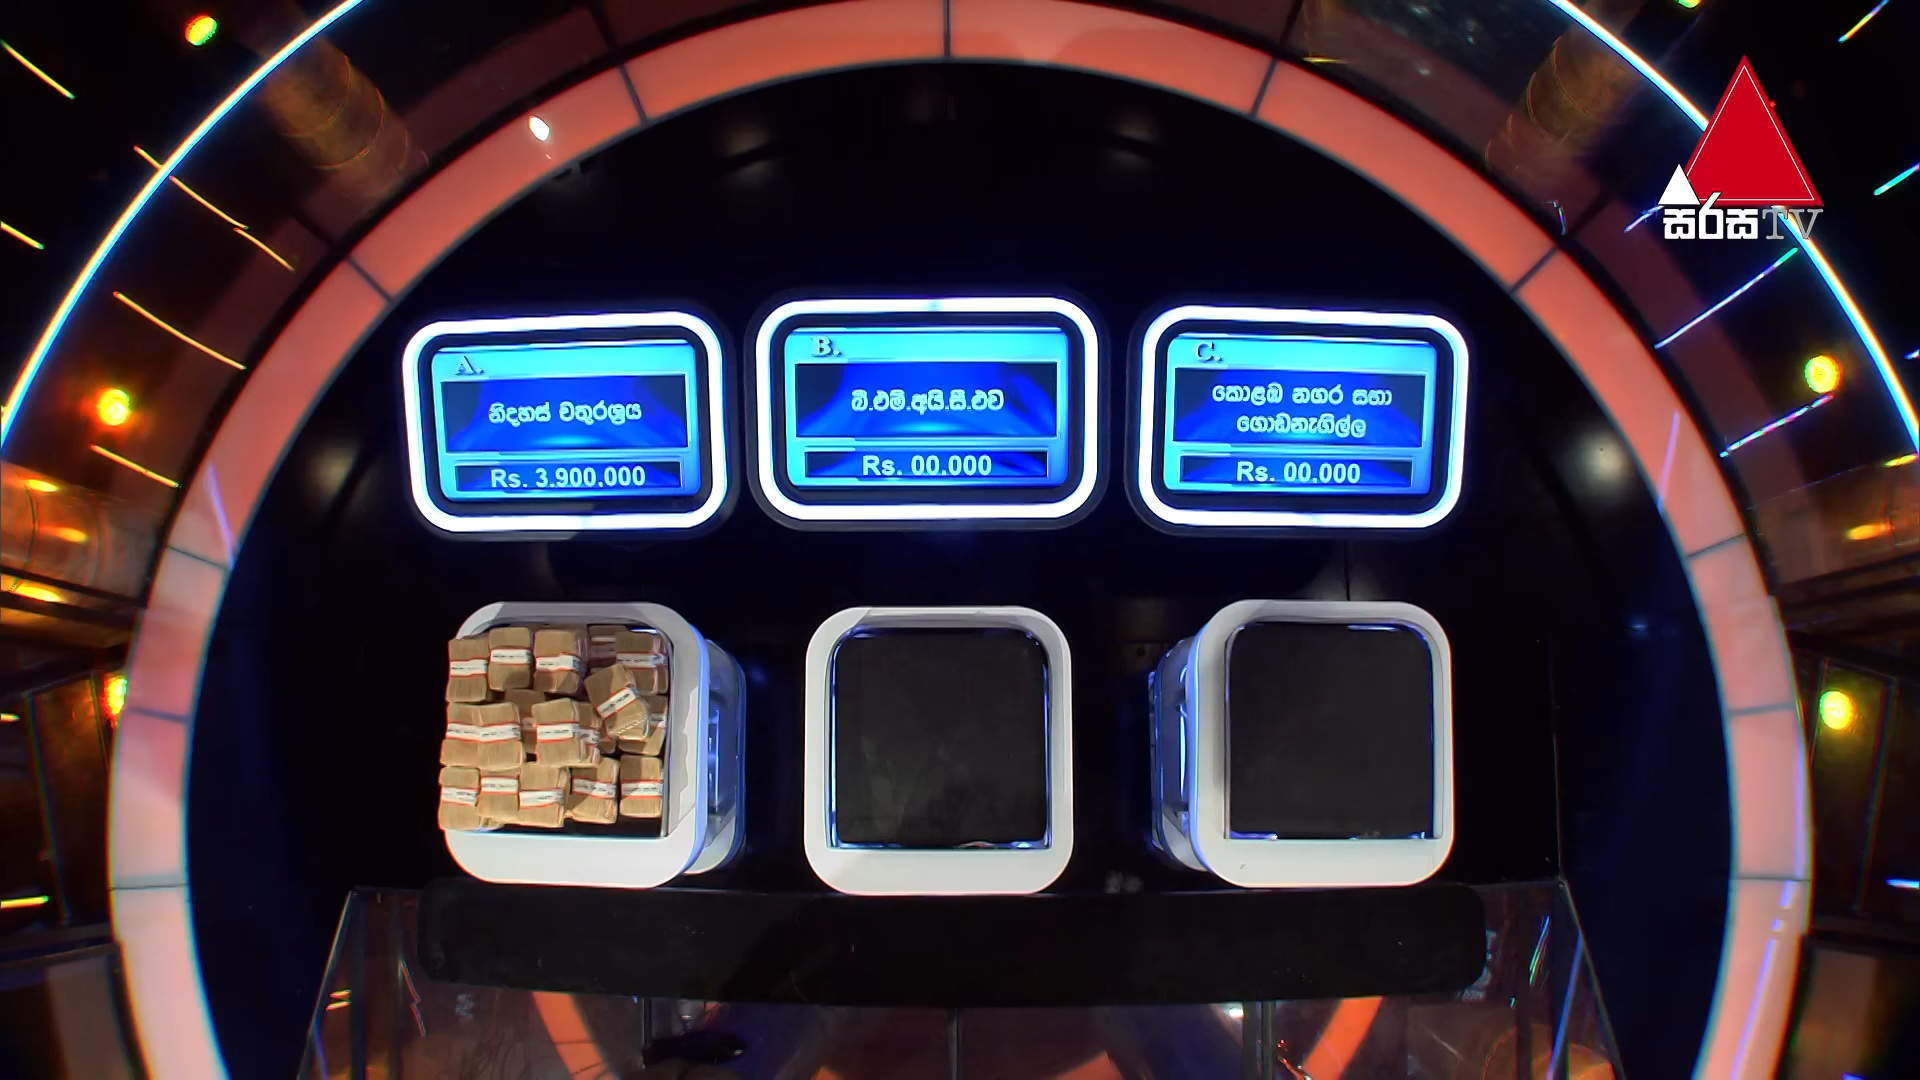 සිරස TV
A.
නිදහස් චතුරශ්‍රය
Rs. 3.900.000
B.
බී.එම්.අයි.සී.එච
Rs. 00.000
C.
කොළඹ නගර සභා
ගොඩනැගිල්ල
Rs. 00.000